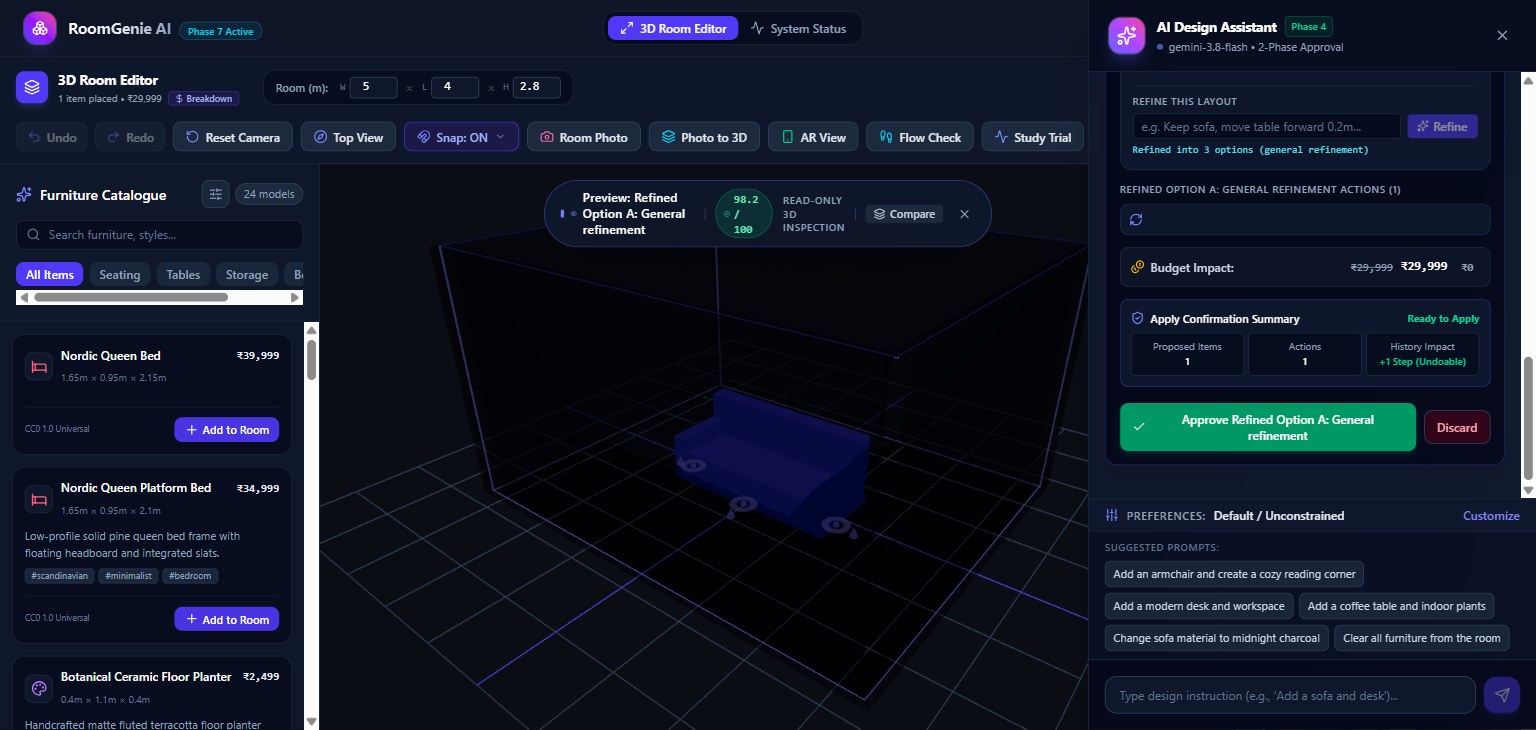 RoomGenie AI
Phase 7 Active
3D Room Editor
System Status
3D Room Editor
1 item placed • ₹29,999
$ Breakdown
Room (m): W 5 × L 4 × H 2.8
Undo
Redo
Reset Camera
Top View
Snap: ON
Room Photo
Photo to 3D
AR View
Flow Check
Study Trial
Furniture Catalogue
24 models
Search furniture, styles...
All Items
Seating
Tables
Storage
Be
Nordic Queen Bed
₹39,999
1.65m × 0.95m × 2.15m
CC0 1.0 Universal
+ Add to Room
Nordic Queen Platform Bed
₹34,999
1.65m × 0.95m × 2.1m
Low-profile solid pine queen bed frame with
floating headboard and integrated slats.
#scandinavian
#minimalist
#bedroom
CC0 1.0 Universal
+ Add to Room
Botanical Ceramic Floor Planter
₹2,499
0.4m × 1.1m × 0.4m
Handcrafted matte fluted terracotta floor planter
Preview: Refined
Option A: General
refinement
98.2
/
100
READ-ONLY
3D
INSPECTION
Compare
AI Design Assistant
Phase 4
gemini-3.8-flash • 2-Phase Approval
REFINE THIS LAYOUT
e.g. Keep sofa, move table forward 0.2m...
Refine
Refined into 3 options (general refinement)
REFINED OPTION A: GENERAL REFINEMENT ACTIONS (1)
Budget Impact:
₹29,999 ₹29,999 ₹0
Apply Confirmation Summary
Ready to Apply
Proposed Items
1
Actions
1
History Impact
+1 Step (Undoable)
Approve Refined Option A: General
refinement
Discard
PREFERENCES: Default / Unconstrained
Customize
SUGGESTED PROMPTS:
Add an armchair and create a cozy reading corner
Add a modern desk and workspace
Add a coffee table and indoor plants
Change sofa material to midnight charcoal
Clear all furniture from the room
Type design instruction (e.g., 'Add a sofa and desk')...